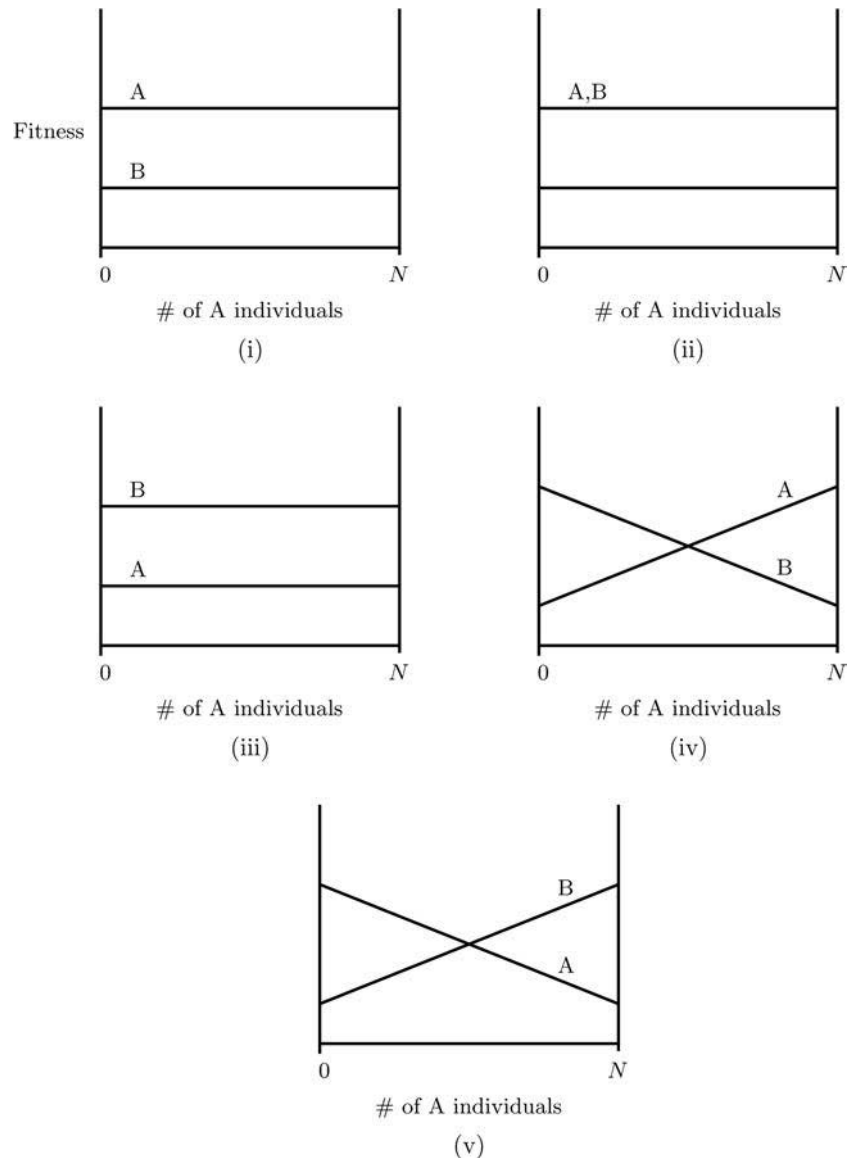 A
A,B
Fitness
B
0
N
0
N
# of A individuals
# of A individuals
(i)
(ii)
B
A
A
B
0
N
0
N
# of A individuals
# of A individuals
(iii)
(iv)
B
A
0
N
# of A individuals
(v)